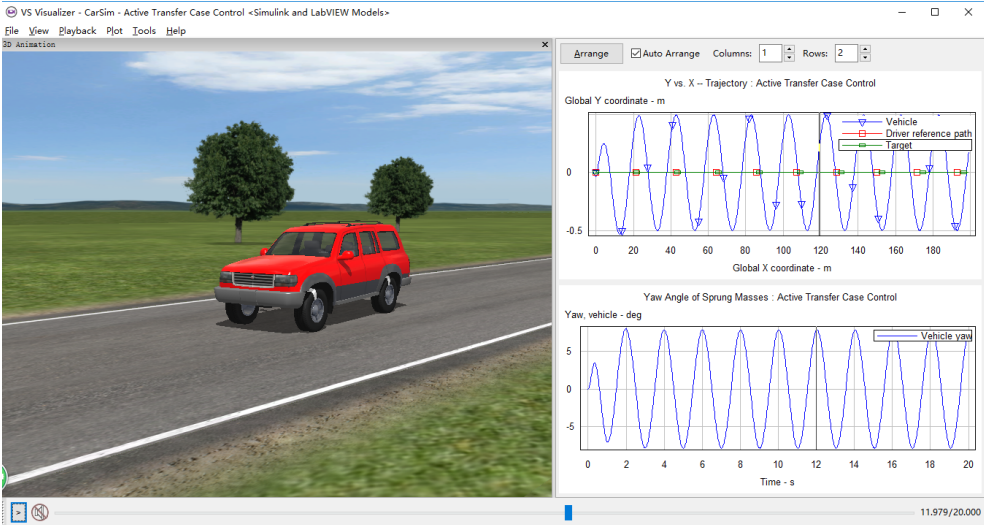 VS Visualizer - CarSim - Active Transfer Case Control <Simulink and LabVIEW Models>
File View Playback Plot Tools Help
3D Animation
Arrange Auto Arrange Columns: 1 Rows: 2
Y vs. X -- Trajectory : Active Transfer Case Control
Global Y coordinate - m
Vehicle
Driver reference path
Target
0
-0.5
0 20 40 60 80 100 120 140 160 180
Global X coordinate - m
Yaw Angle of Sprung Masses : Active Transfer Case Control
Yaw, vehicle - deg
Vehicle yaw
5
0
-5
0 2 4 6 8 10 12 14 16 18 20
Time - s
11.979/20.000